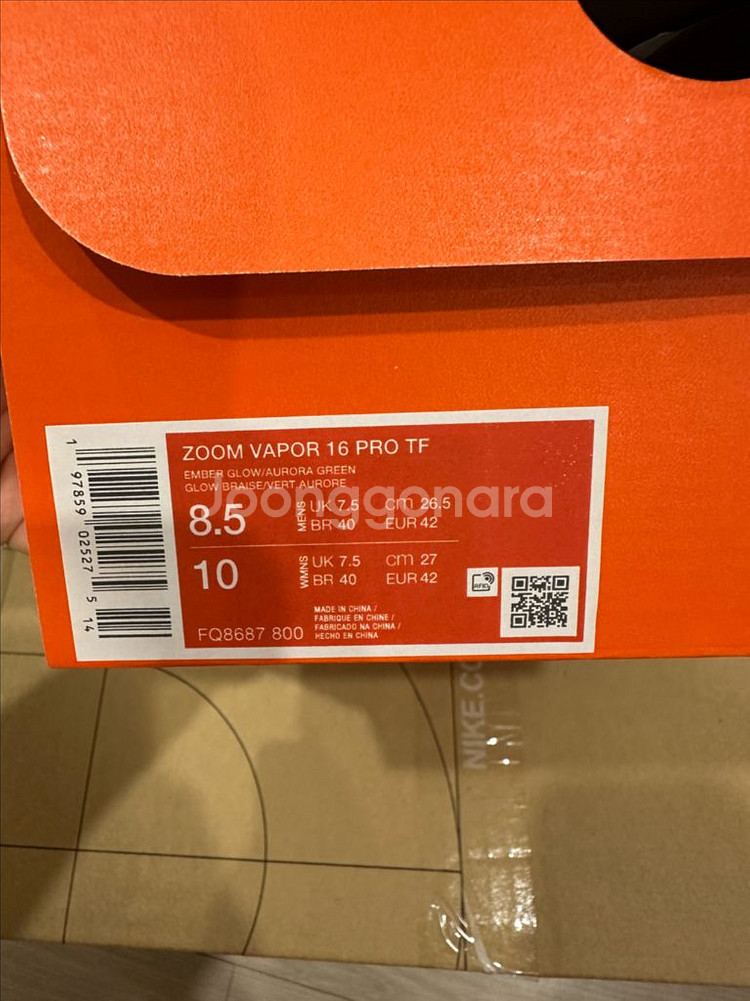 ZOOM VAPOR 16 PRO TF
EMBER GLOW/AURORA GREEN
GLOW BRAISE/VERT AURORE
8.5 MENS UK 7.5 cm 26.5
BR 40 EUR 42
10 WMNS UK 7.5 cm 27
BR 40 EUR 42
FQ8687 800
MADE IN CHINA /
FABRIQUE EN CHINE /
FABRICADO NA CHINA /
HECHO EN CHINA
RFID
1 97859 02527 5 14
Joonggonara
NIKE.CO